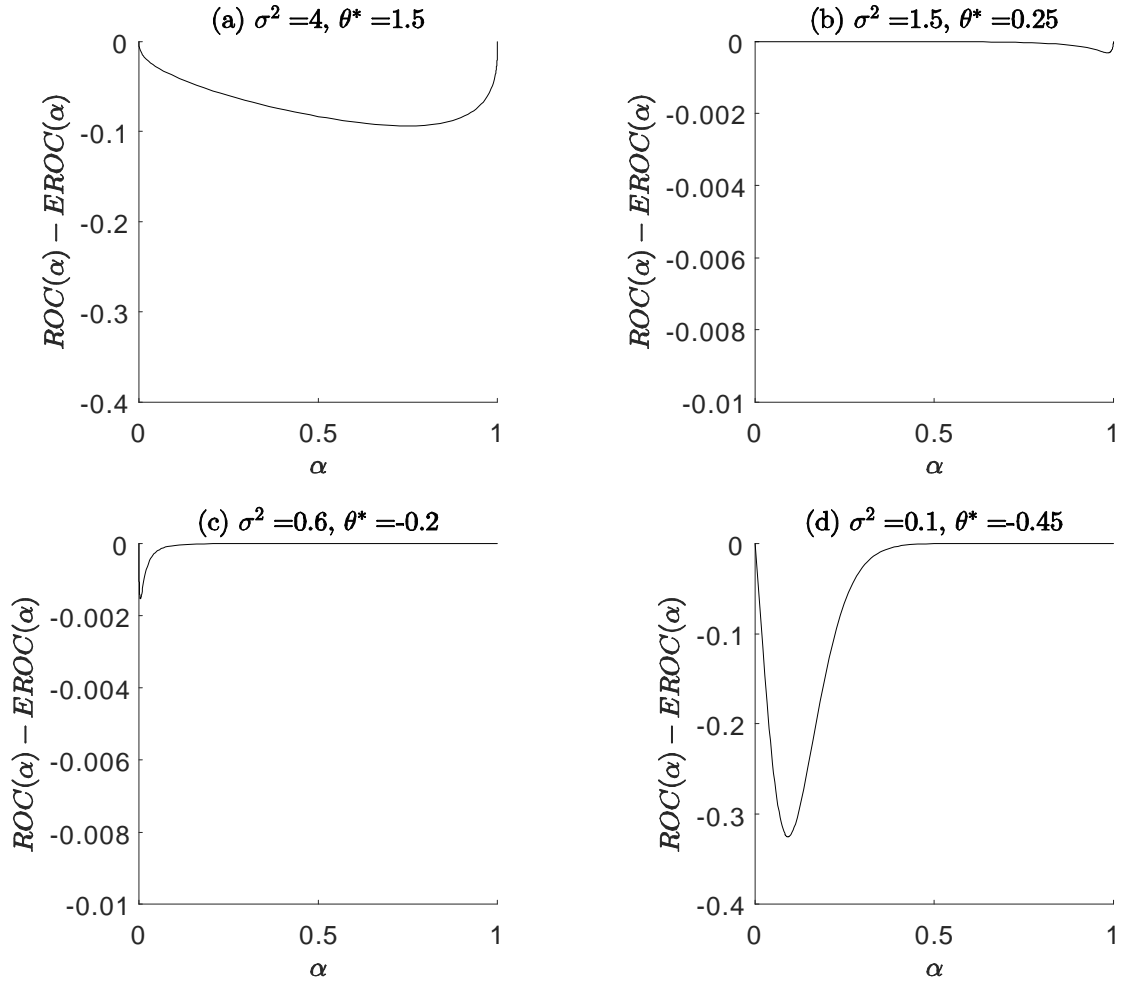 (a) σ² =4, θ* =1.5
0
-0.1
-0.2
-0.3
-0.4
ROC(α) − EROC(α)
0 0.5 1
α
(b) σ² =1.5, θ* =0.25
0
-0.002
-0.004
-0.006
-0.008
-0.01
ROC(α) − EROC(α)
0 0.5 1
α
(c) σ² =0.6, θ* =-0.2
0
-0.002
-0.004
-0.006
-0.008
-0.01
ROC(α) − EROC(α)
0 0.5 1
α
(d) σ² =0.1, θ* =-0.45
0
-0.1
-0.2
-0.3
-0.4
ROC(α) − EROC(α)
0 0.5 1
α